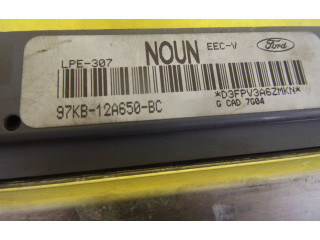 LPE-307 NOUN EEC-V Ford
97KB-12A650-BC *D3FPV3A6ZMKN*
G CAD 7G04